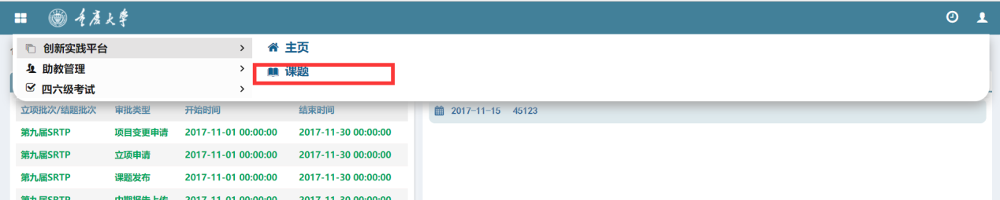 重庆大学
创新实践平台
主页
助教管理
课题
四六级考试
立项批次/结题批次 审批类型 开始时间 结束时间
2017-11-15 45123
第九届SRTP 项目变更申请 2017-11-01 00:00:00 2017-11-30 00:00:00
第九届SRTP 立项申请 2017-11-01 00:00:00 2017-11-30 00:00:00
第九届SRTP 课题发布 2017-11-01 00:00:00 2017-11-30 00:00:00
第九届SRTP 中期报告上传 2017-11-01 00:00:00 2017-11-30 00:00:00